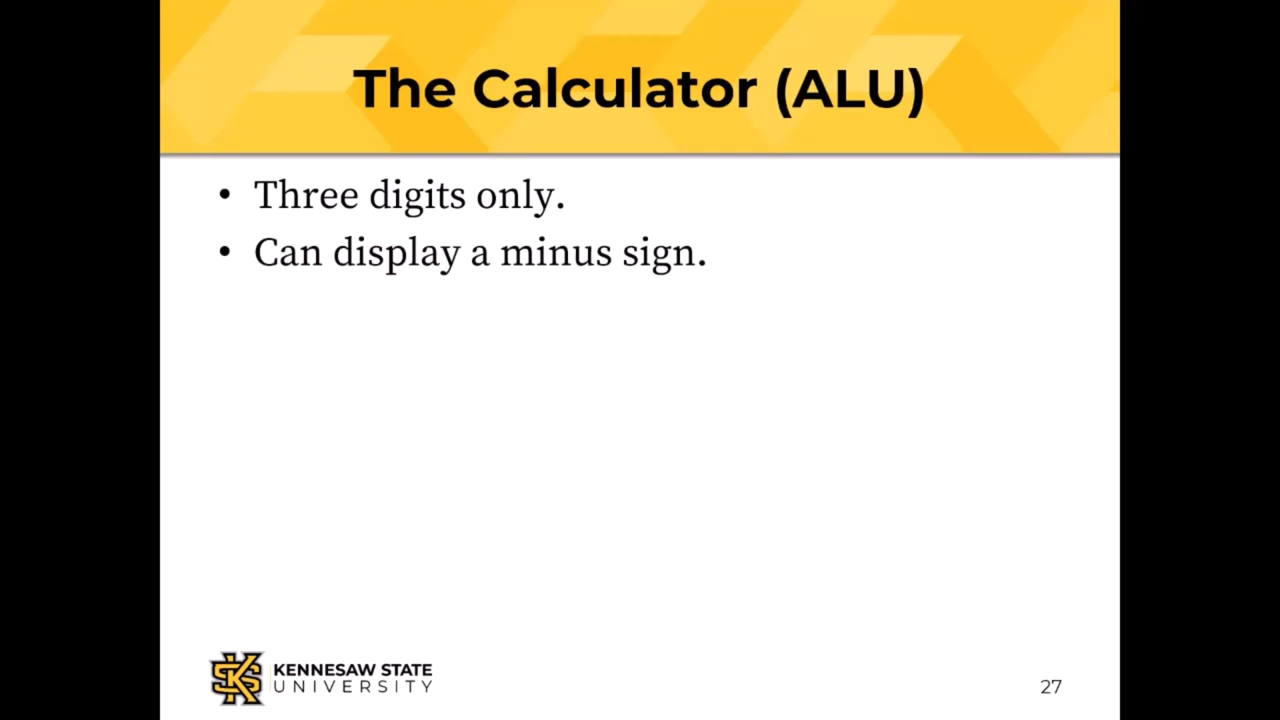 The Calculator (ALU)
• Three digits only.
• Can display a minus sign.
KENNESAW STATE
UNIVERSITY
27